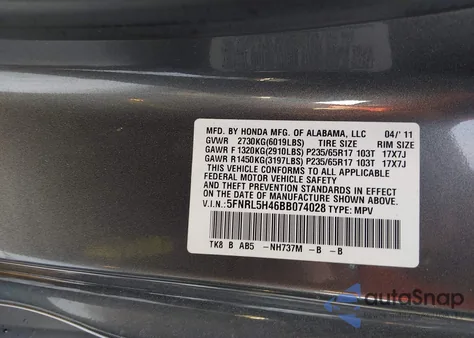 MFD. BY HONDA MFG. OF ALABAMA, LLC 04/'11
GVWR 2730KG(6019LBS) TIRE SIZE RIM SIZE
GAWR F 1320KG(2910LBS) P235/65R17 103T 17X7J
GAWR R1450KG(3197LBS) P235/65R17 103T 17X7J
THIS VEHICLE CONFORMS TO ALL APPLICABLE
FEDERAL MOTOR VEHICLE SAFETY AND
THEFT PREVENTION STANDARDS IN EFFECT ON
THE DATE OF MANUFACTURE SHOWN ABOVE.
V.I.N.: 5FNRL5H46BB074028 TYPE: MPV
TK8 B AB5 -NH737M -B -B
autoSnap